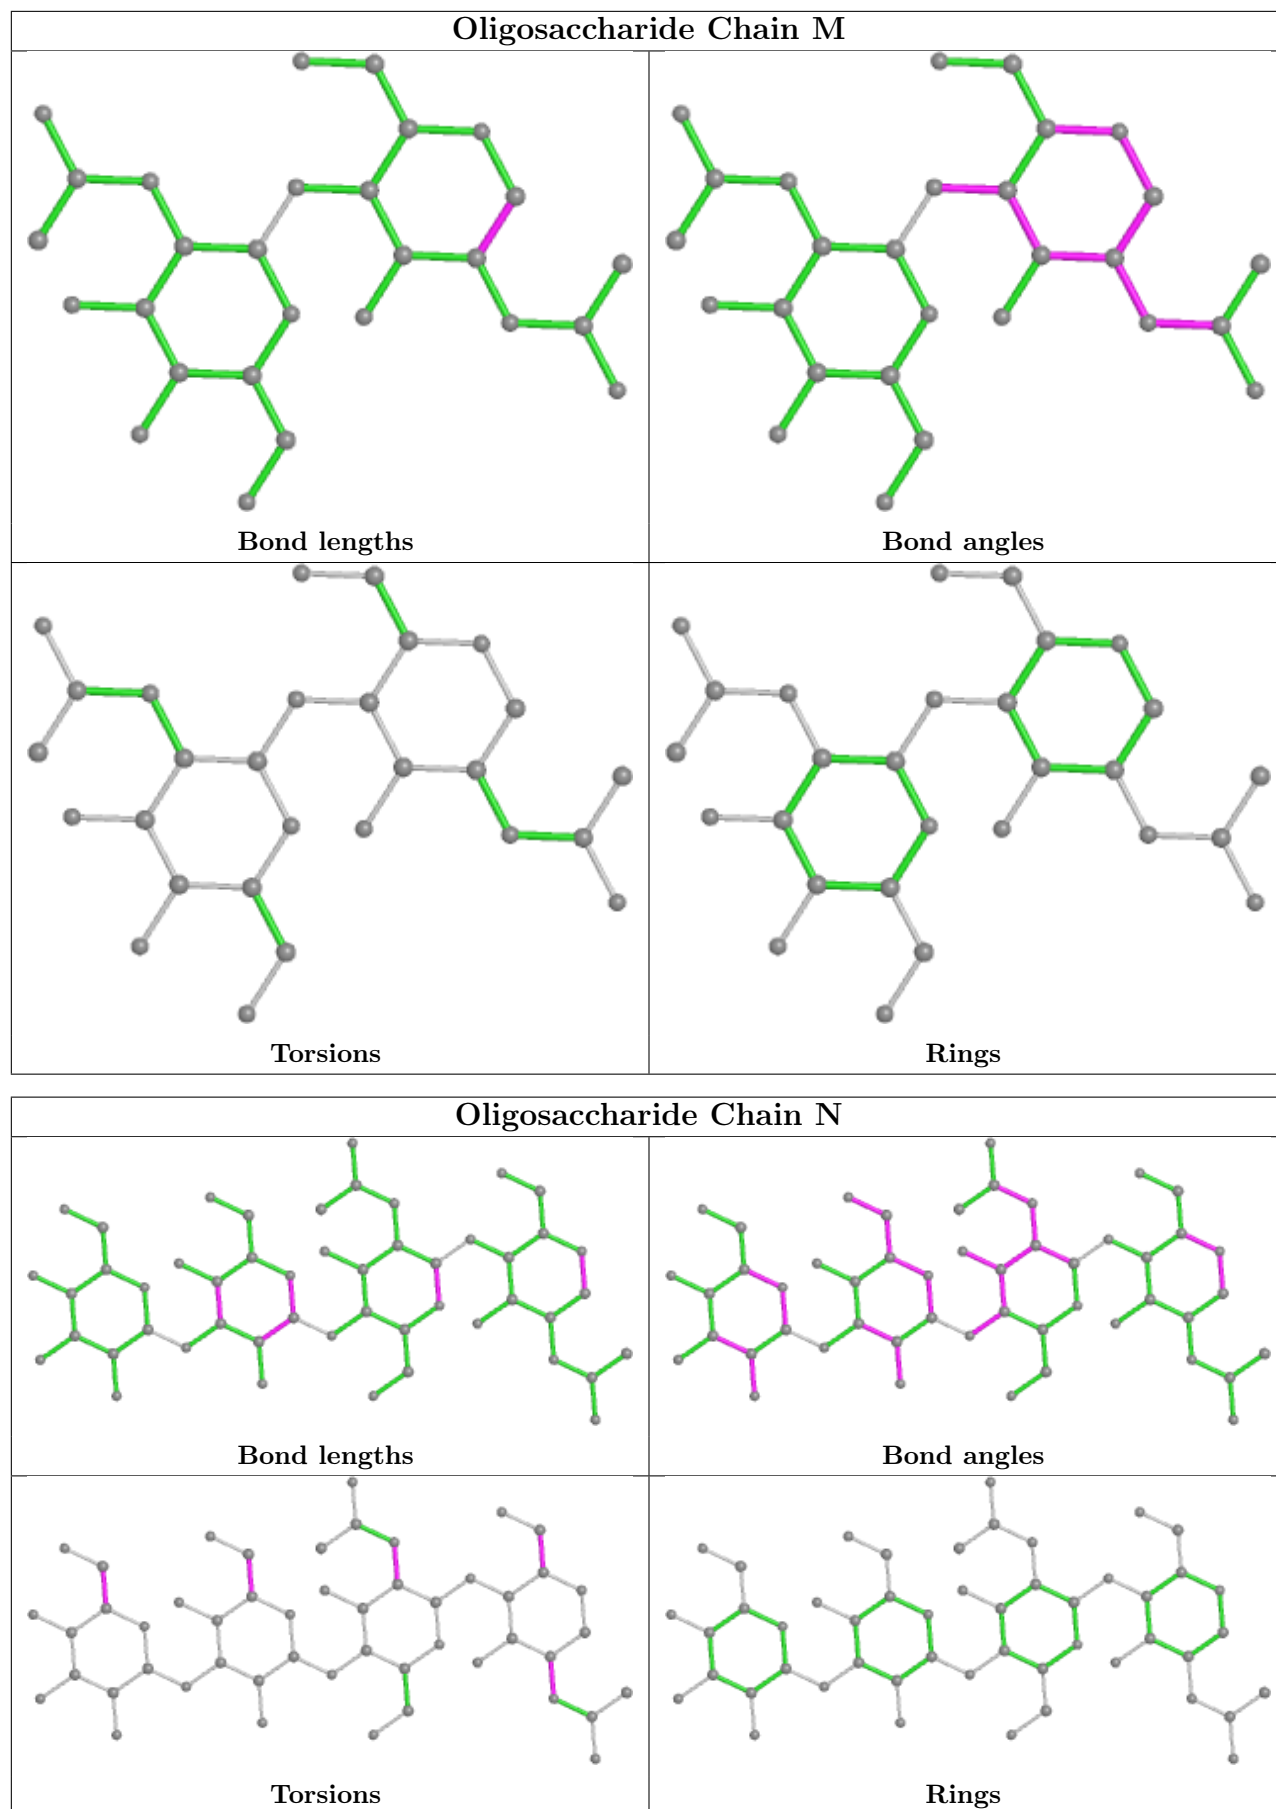 Oligosaccharide Chain M
Bond lengths
Bond angles
Torsions
Rings
Oligosaccharide Chain N
Bond lengths
Bond angles
Torsions
Rings